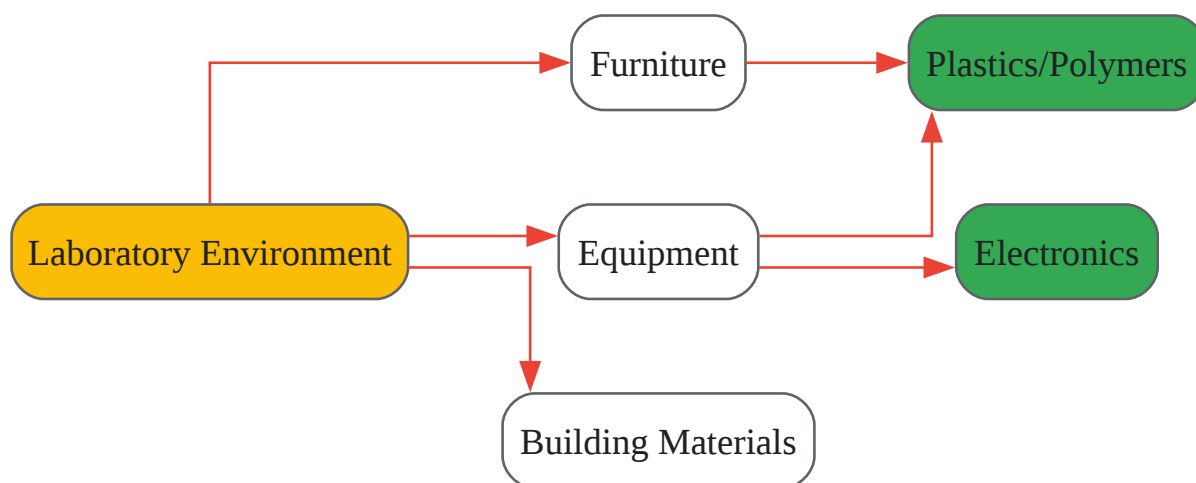 Furniture
Plastics/Polymers
Laboratory Environment
Equipment
Electronics
Building Materials